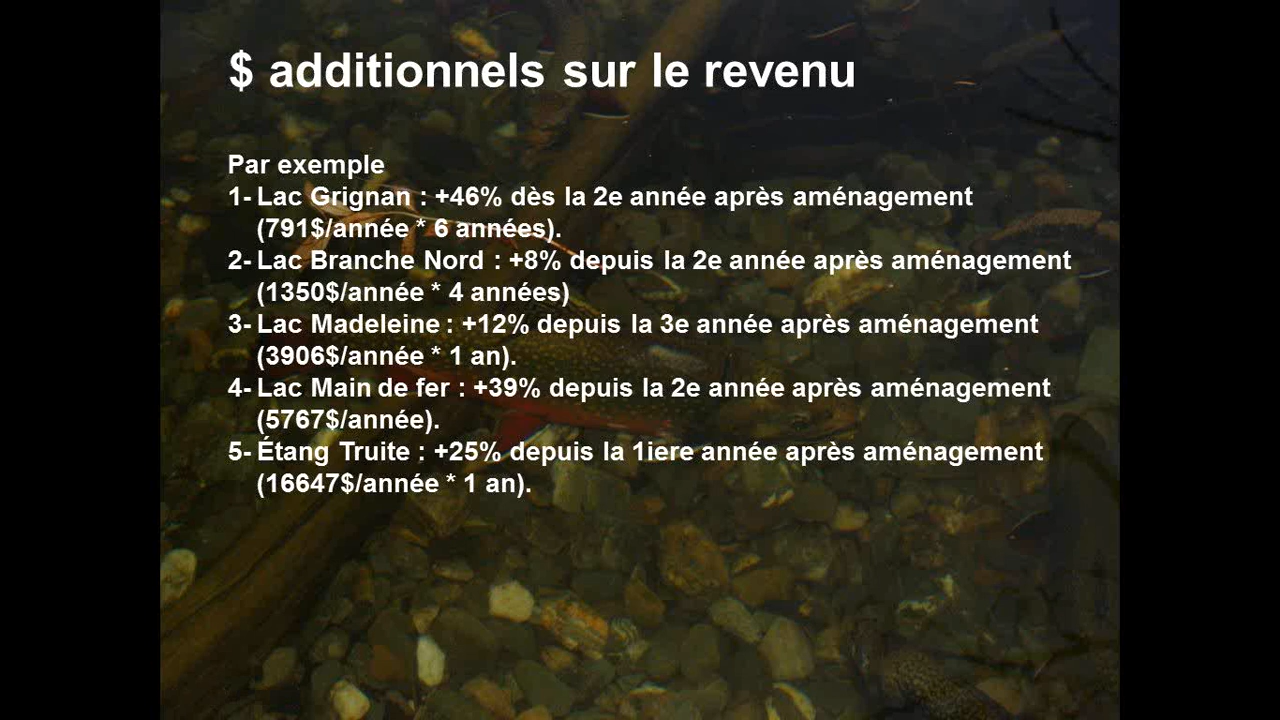 $ additionnels sur le revenu
Par exemple
1- Lac Grignan : +46% dès la 2e année après aménagement
(791$/année * 6 années).
2- Lac Branche Nord : +8% depuis la 2e année après aménagement
(1350$/année * 4 années)
3- Lac Madeleine : +12% depuis la 3e année après aménagement
(3906$/année * 1 an).
4- Lac Main de fer : +39% depuis la 2e année après aménagement
(5767$/année).
5- Étang Truite : +25% depuis la 1iere année après aménagement
(16647$/année * 1 an).